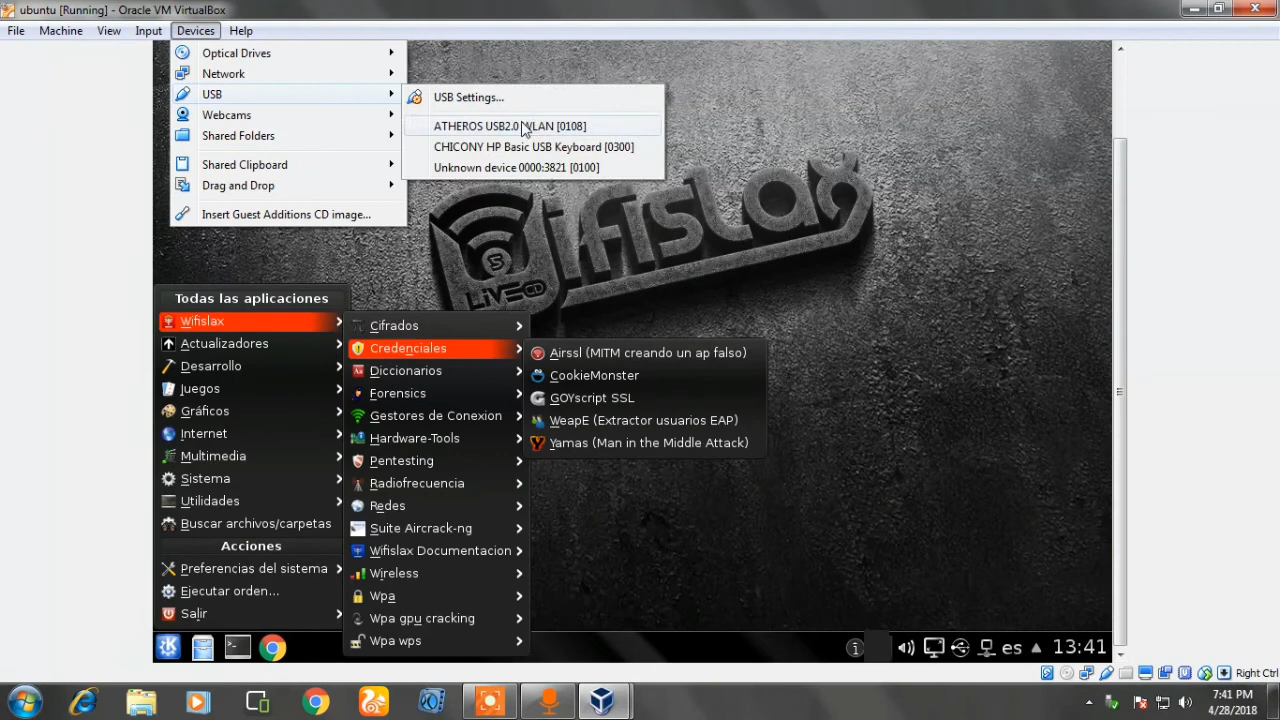 ubuntu [Running] - Oracle VM VirtualBox
File Machine View Input Devices Help
Optical Drives
Network
USB
Webcams
Shared Folders
Shared Clipboard
Drag and Drop
Insert Guest Additions CD image...
USB Settings...
ATHEROS USB2.0 WLAN [0108]
CHICONY HP Basic USB Keyboard [0300]
Unknown device 0000:3821 [0100]
Wifislax
LiVECD
Todas las aplicaciones
Wifislax
Actualizadores
Desarrollo
Juegos
Gráficos
Internet
Multimedia
Sistema
Utilidades
Buscar archivos/carpetas
Acciones
Preferencias del sistema
Ejecutar orden...
Salir
Cifrados
Credenciales
Diccionarios
Forensics
Gestores de Conexion
Hardware-Tools
Pentesting
Radiofrecuencia
Redes
Suite Aircrack-ng
Wifislax Documentacion
Wireless
Wpa
Wpa gpu cracking
Wpa wps
Airssl (MITM creando un ap falso)
CookieMonster
GOYscript SSL
WeapE (Extractor usuarios EAP)
Yamas (Man in the Middle Attack)
es 13:41
Right Ctrl
7:41 PM
4/28/2018